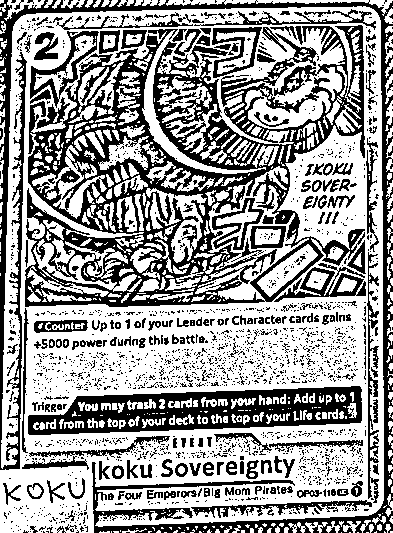 2
IKOKU
SOVER-
EIGNTY
!!!
Counter Up to 1 of your Leader or Character cards gains
+5000 power during this battle.
Trigger You may trash 2 cards from your hand: Add up to 1
card from the top of your deck to the top of your Life cards.
EVENT
Ikoku Sovereignty
The Four Emperors/Big Mom Pirates OP03-116 1
KOKU